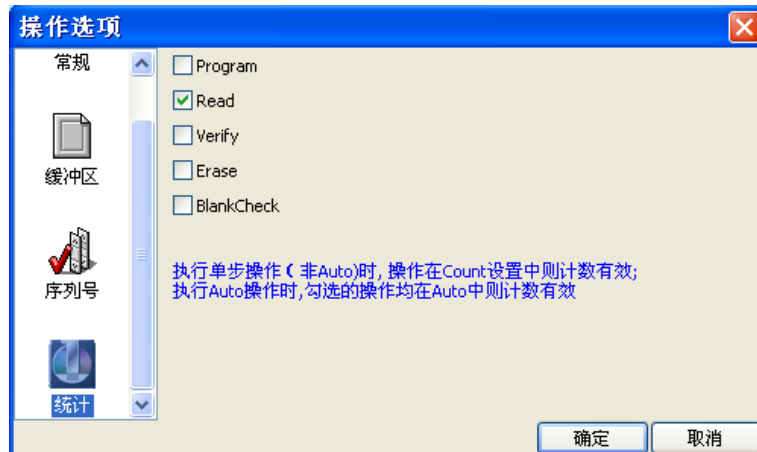 操作选项
常规
缓冲区
序列号
统计
Program
Read
Verify
Erase
BlankCheck
执行单步操作（非Auto)时, 操作在Count设置中则计数有效;
执行Auto操作时,勾选的操作均在Auto中则计数有效
确定
取消